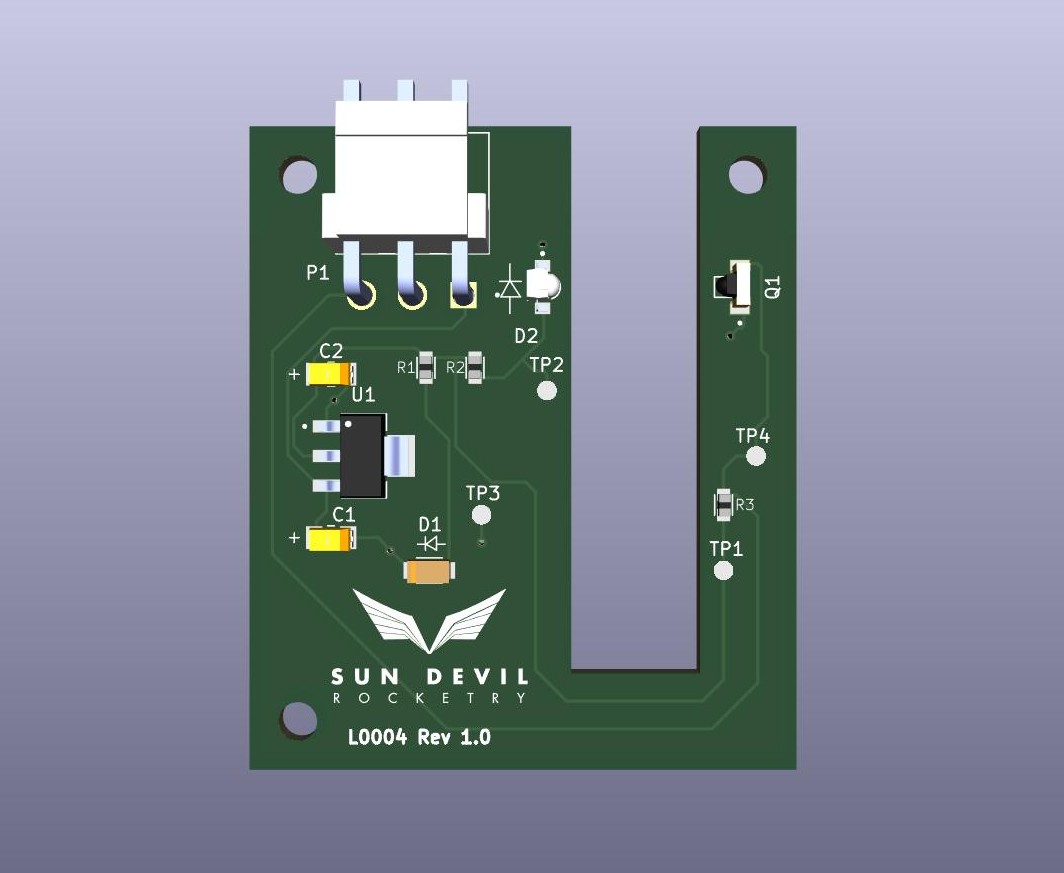 P1
Q1
D2
C2
R1
R2
TP2
+
U1
TP4
TP3
R3
C1
D1
+
TP1
SUN DEVIL
ROCKETRY
L0004 Rev 1.0